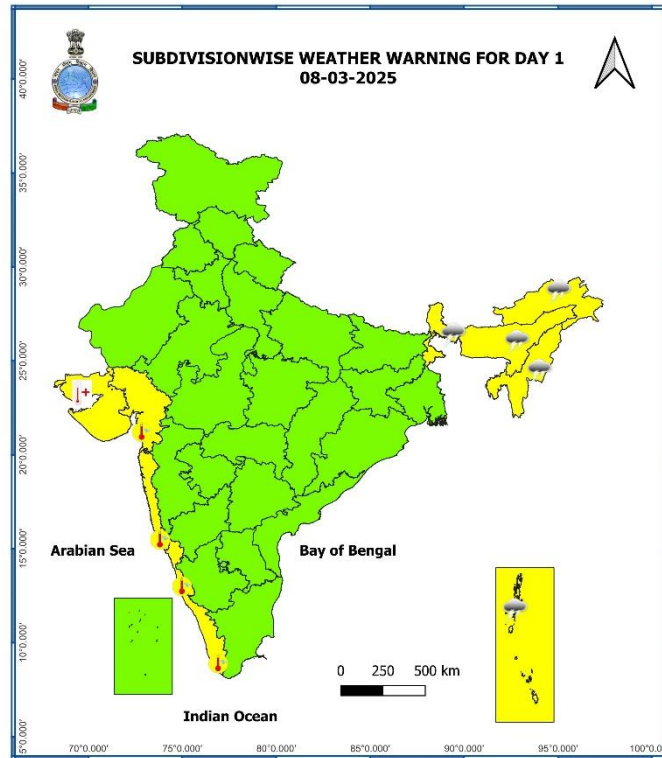 SUBDIVISIONWISE WEATHER WARNING FOR DAY 1
08-03-2025
40°0.000'
35°0.000'
30°0.000'
25°0.000'
20°0.000'
15°0.000'
10°0.000'
5°0.000'
Arabian Sea
Bay of Bengal
0 250 500 km
Indian Ocean
70°0.000' 75°0.000' 80°0.000' 85°0.000' 90°0.000' 95°0.000' 100°0.0